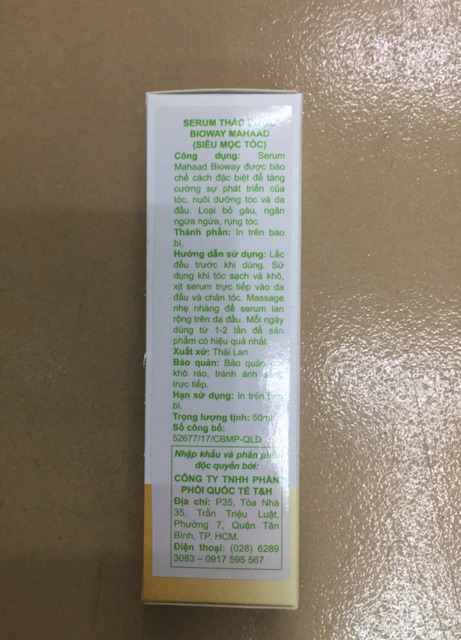 SERUM THẢO
BIOWAY MAHAAD
(SIÊU MỌC TÓC)
Công dụng: Serum
Mahaad Bioway được bào
chế cách đặc biệt để tăng
cường sự phát triển của
tóc, nuôi dưỡng tóc và da
đầu. Loại bỏ gàu, ngăn
ngừa ngứa, rụng tóc.
Thành phần: In trên bao
bì.
Hướng dẫn sử dụng: Lắc
đều trước khi dùng. Sử
dụng khi tóc sạch và khô,
xịt serum trực tiếp vào da
đầu và chân tóc. Massage
nhẹ nhàng để serum lan
rộng trên da đầu. Mỗi ngày
dùng từ 1-2 lần để sản
phẩm có hiệu quả nhất.
Xuất xứ: Thái Lan
Bảo quản: Bảo quản
khô ráo, tránh ánh
trực tiếp.
Hạn sử dụng: In trên bao
bì.
Trọng lượng tịnh: 50ml
Số công bố:
52677/17/CBMP-QLD
Nhập khẩu và phân phối
độc quyền bởi:
CÔNG TY TNHH PHÂN
PHỐI QUỐC TẾ T&H
Địa chỉ: P35, Tòa Nhà
35, Trần Triệu Luật,
Phường 7, Quận Tân
Bình, TP. HCM.
Điện thoại: (028) 6289
3083 – 0917 595 567